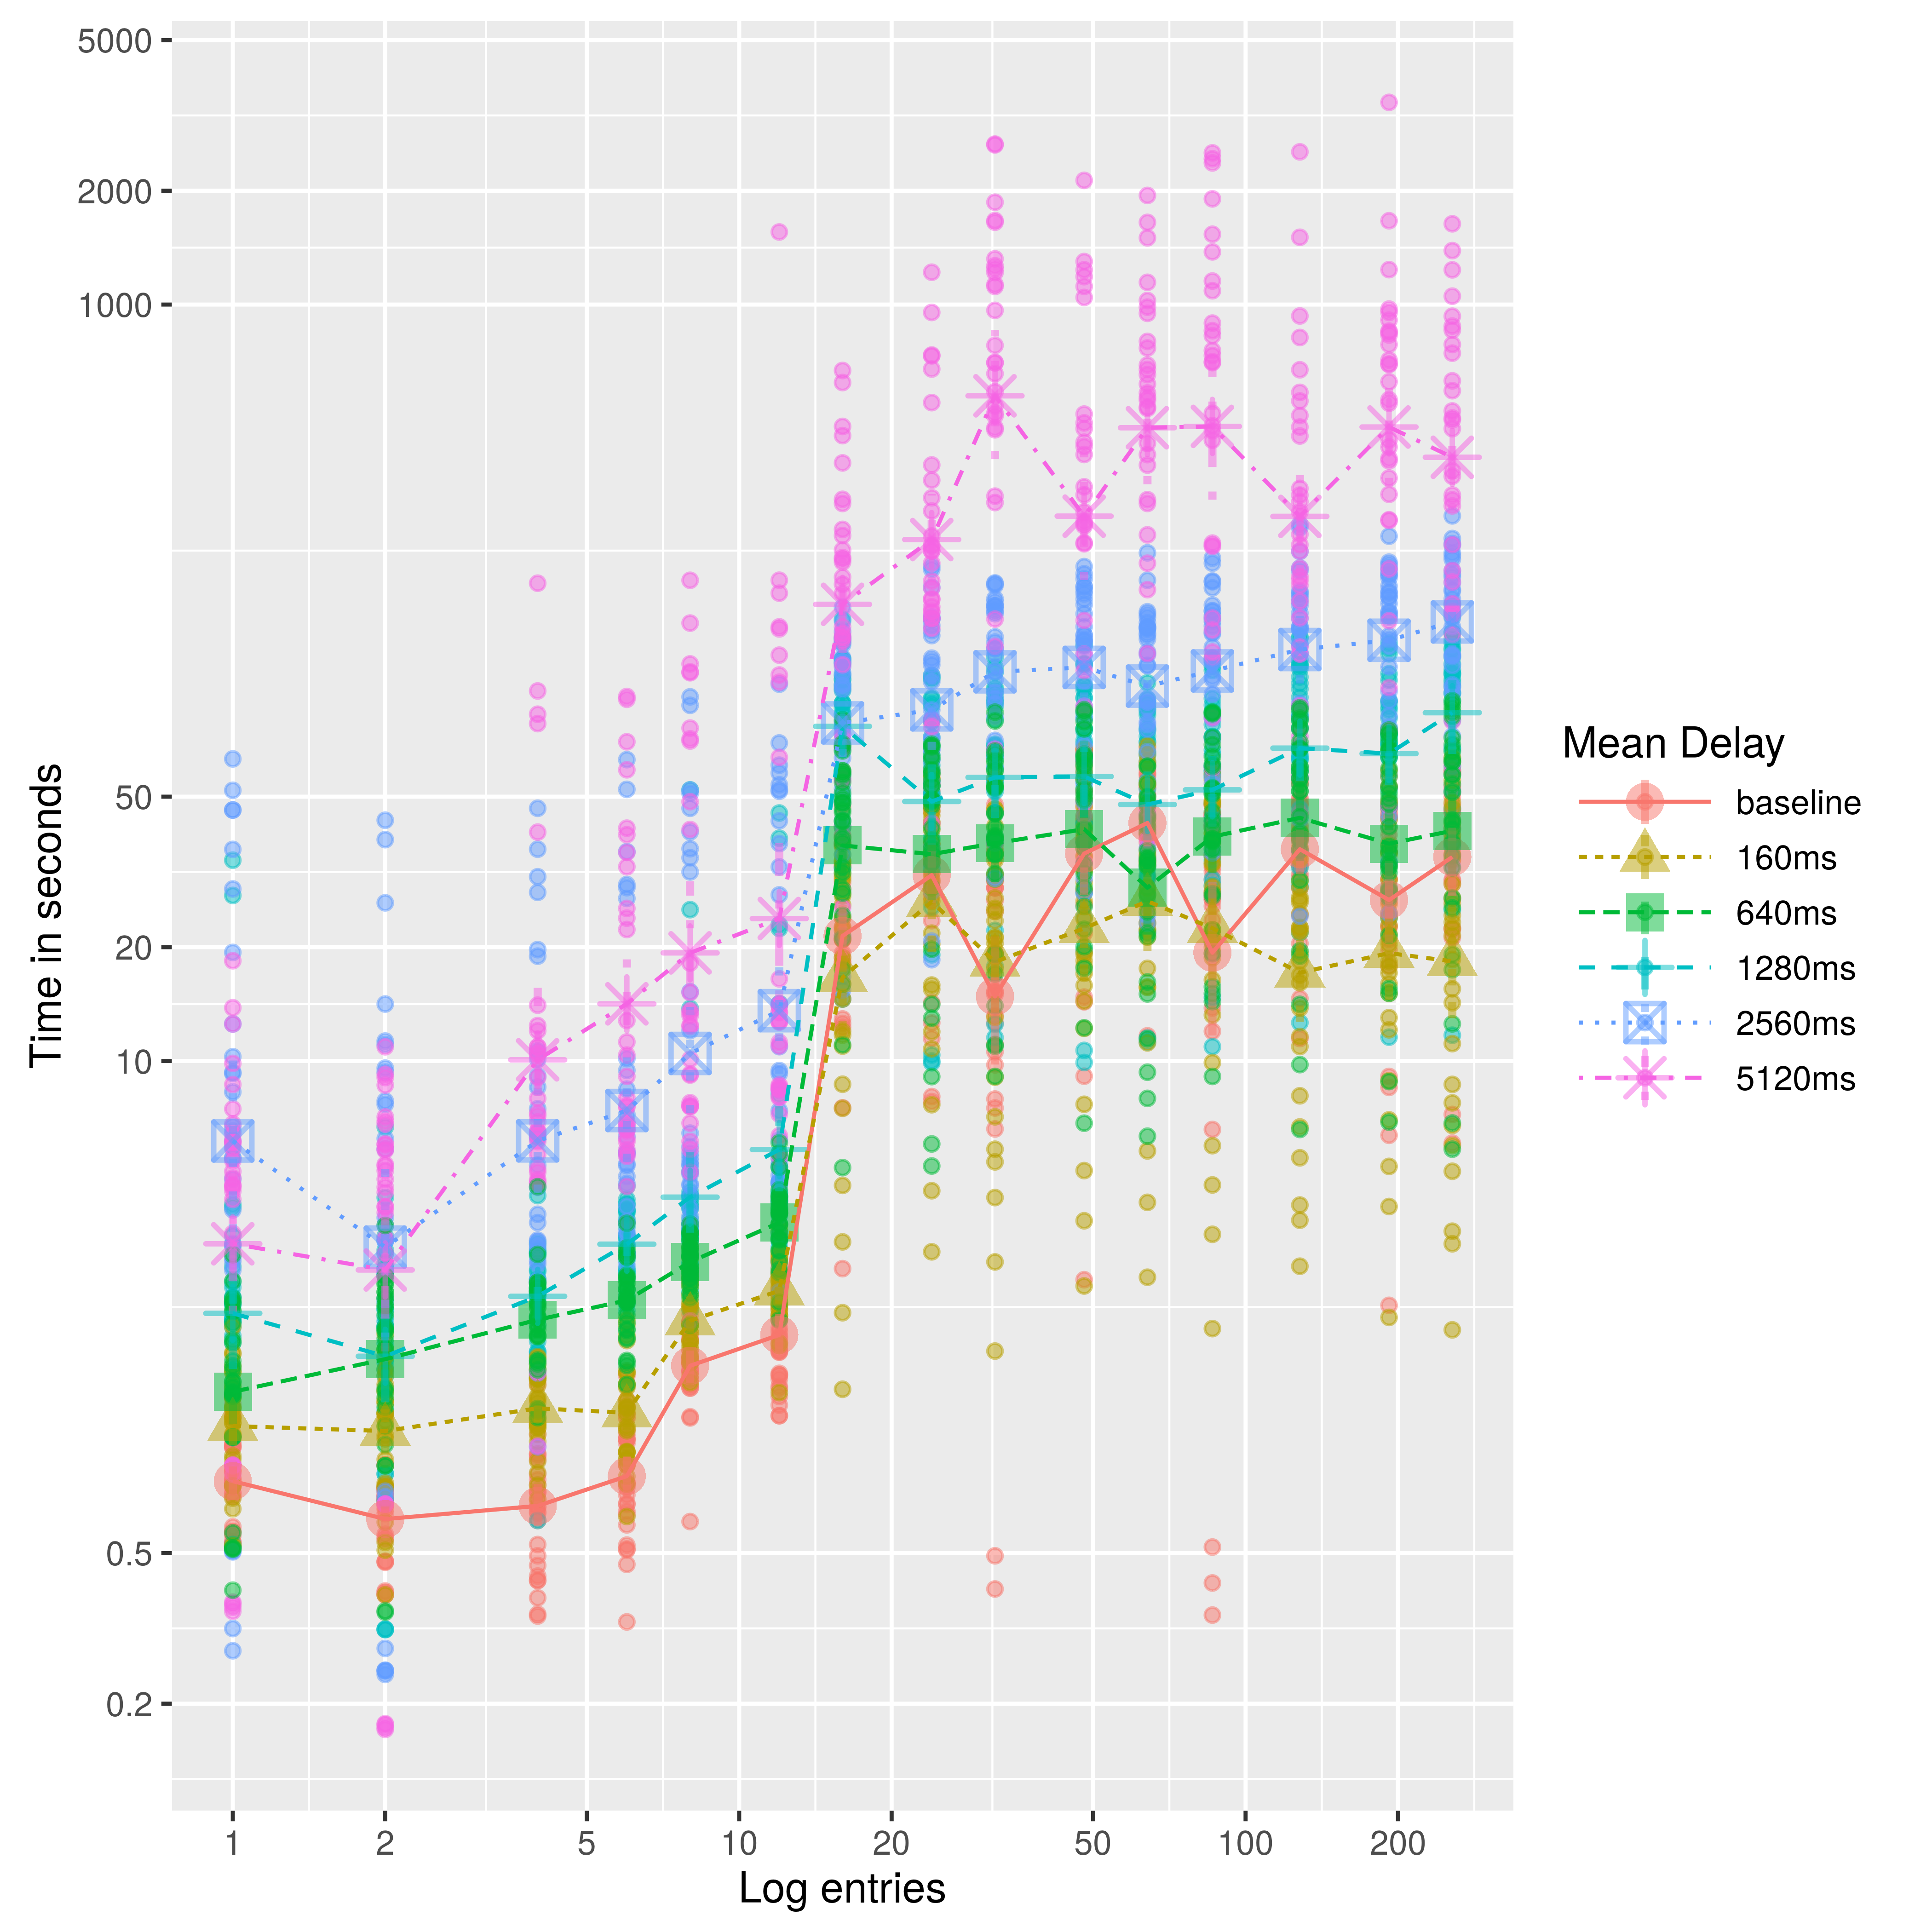 5000
2000
1000
50
20
10
0.5
0.2
Time in seconds
1 2 5 10 20 50 100 200
Log entries
Mean Delay
baseline
160ms
640ms
1280ms
2560ms
5120ms